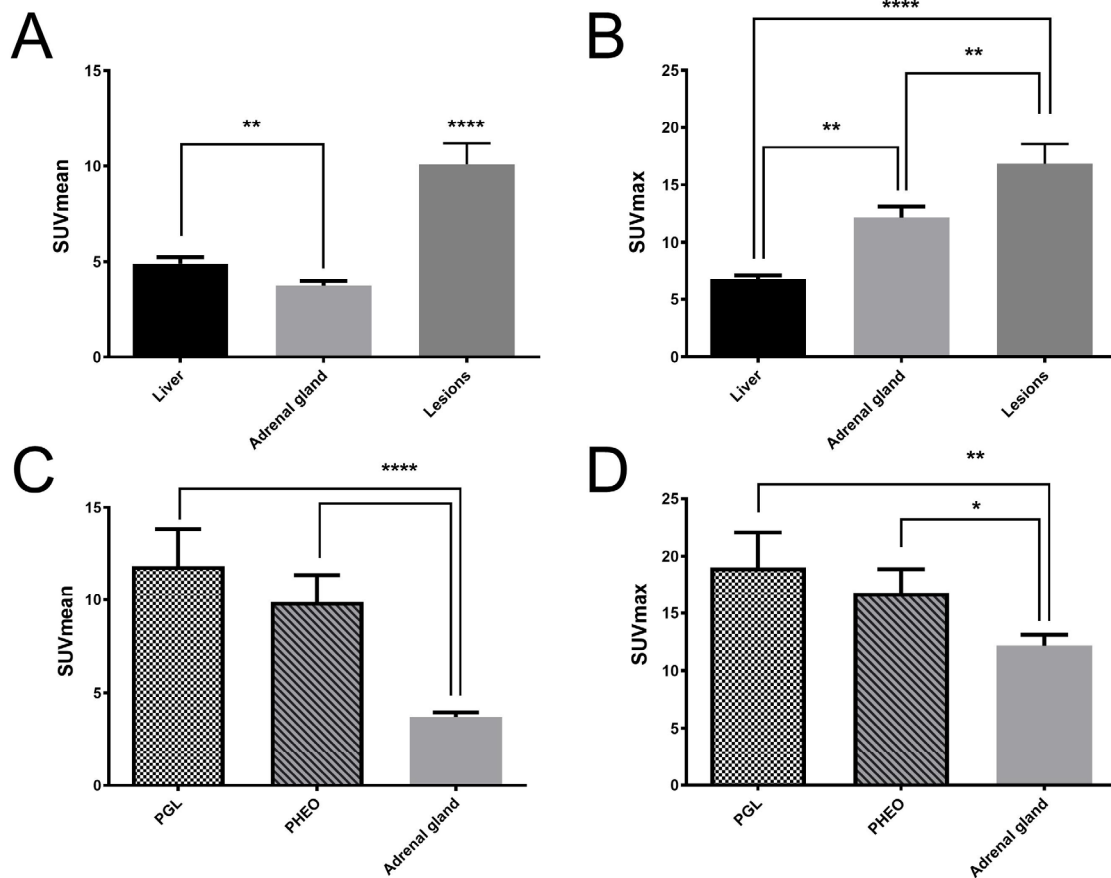 A
SUVmean
15
10
5
0
**
****
Liver
Adrenal gland
Lesions
B
SUVmax
25
20
15
10
5
0
****
**
**
Liver
Adrenal gland
Lesions
C
SUVmean
15
10
5
0
****
PGL
PHEO
Adrenal gland
D
SUVmax
25
20
15
10
5
0
**
*
PGL
PHEO
Adrenal gland